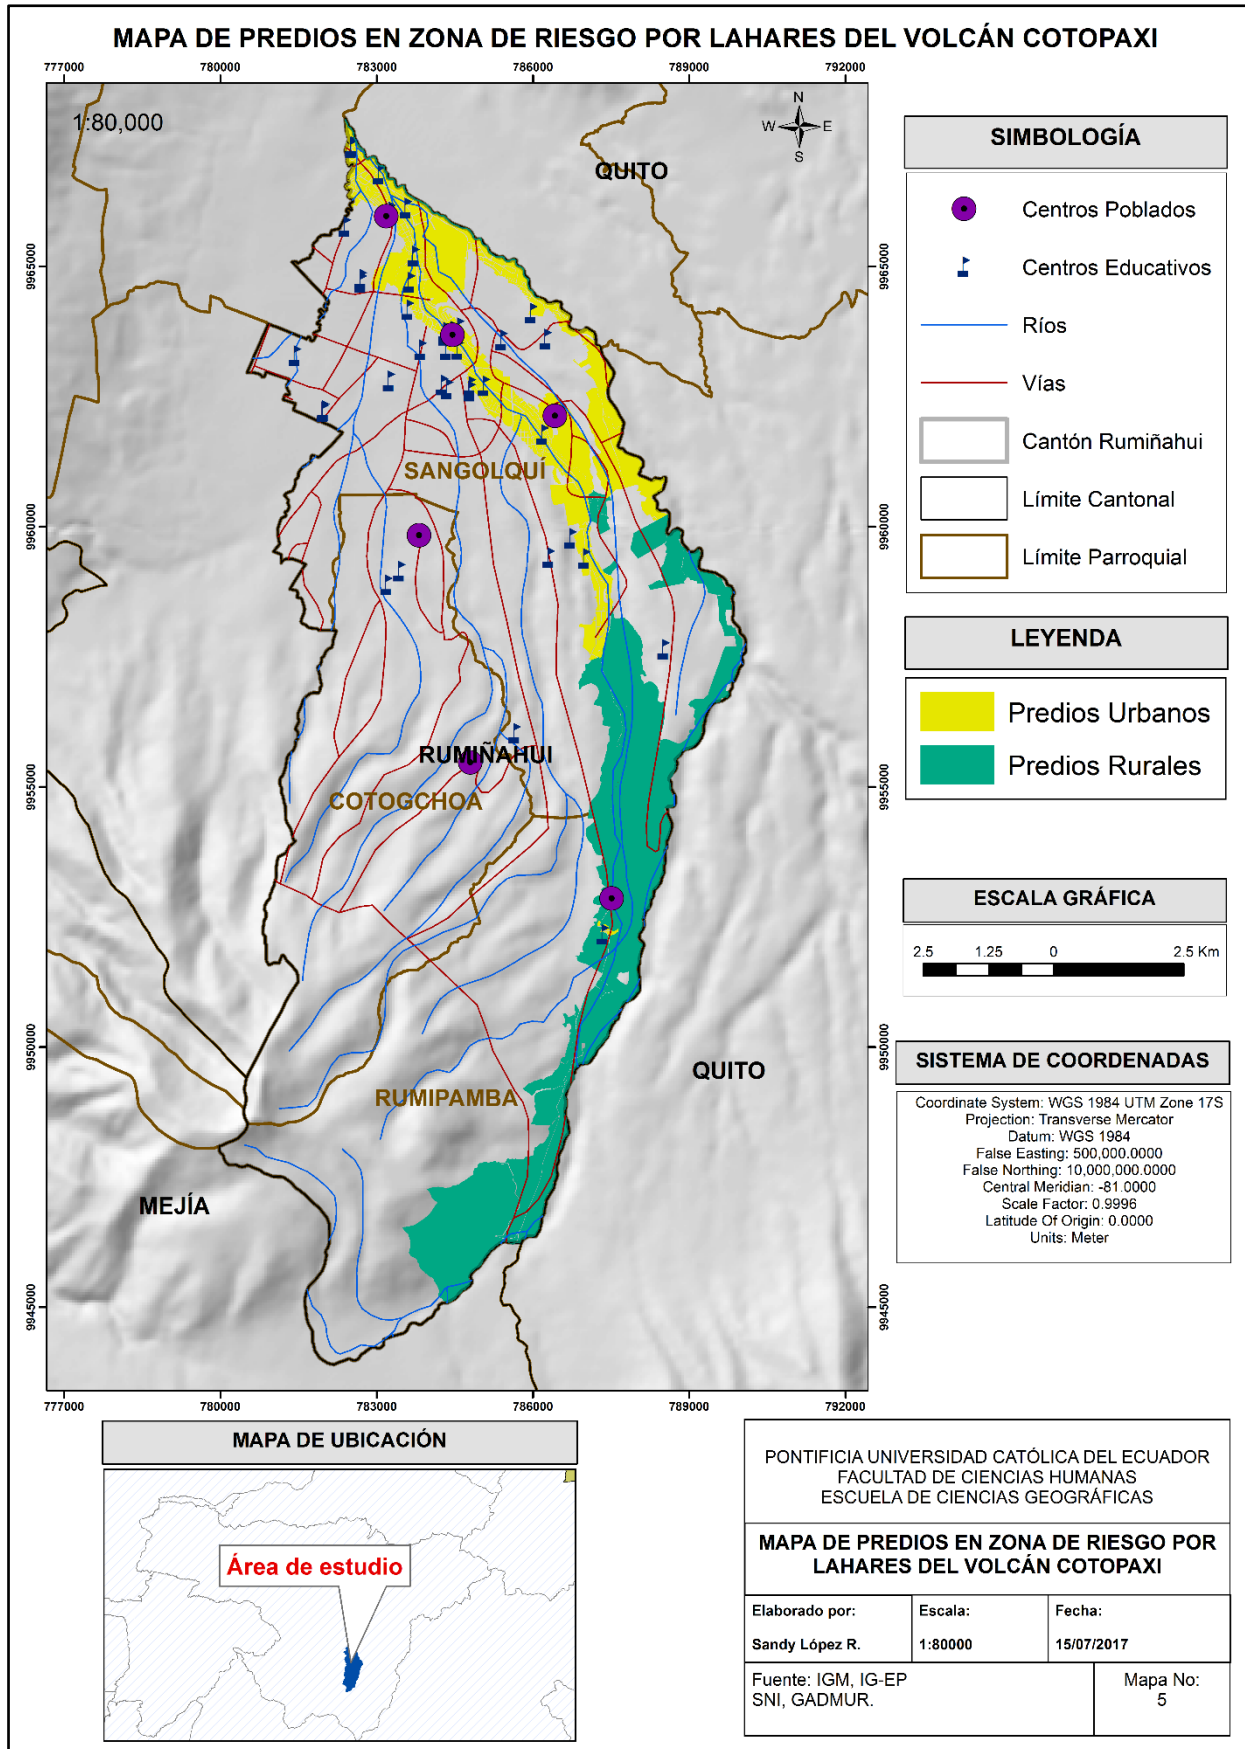 MAPA DE PREDIOS EN ZONA DE RIESGO POR LAHARES DEL VOLCÁN COTOPAXI
777000 780000 783000 786000 789000 792000
1:80,000
N
W E
S
QUITO
9965000 9965000
SANGOLQUÍ
9960000 9960000
RUMIÑAHUI
COTOGCHOA
9955000 9955000
9950000 9950000
QUITO
RUMIPAMBA
MEJÍA
9945000 9945000
777000 780000 783000 786000 789000 792000
SIMBOLOGÍA
Centros Poblados
Centros Educativos
Ríos
Vías
Cantón Rumiñahui
Límite Cantonal
Límite Parroquial
LEYENDA
Predios Urbanos
Predios Rurales
ESCALA GRÁFICA
2.5 1.25 0 2.5 Km
SISTEMA DE COORDENADAS
Coordinate System: WGS 1984 UTM Zone 17S
Projection: Transverse Mercator
Datum: WGS 1984
False Easting: 500,000.0000
False Northing: 10,000,000.0000
Central Meridian: -81.0000
Scale Factor: 0.9996
Latitude Of Origin: 0.0000
Units: Meter
MAPA DE UBICACIÓN
Área de estudio
PONTIFICIA UNIVERSIDAD CATÓLICA DEL ECUADOR
FACULTAD DE CIENCIAS HUMANAS
ESCUELA DE CIENCIAS GEOGRÁFICAS
MAPA DE PREDIOS EN ZONA DE RIESGO POR
LAHARES DEL VOLCÁN COTOPAXI
Elaborado por: Escala: Fecha:
Sandy López R. 1:80000 15/07/2017
Fuente: IGM, IG-EP Mapa No:
SNI, GADMUR. 5